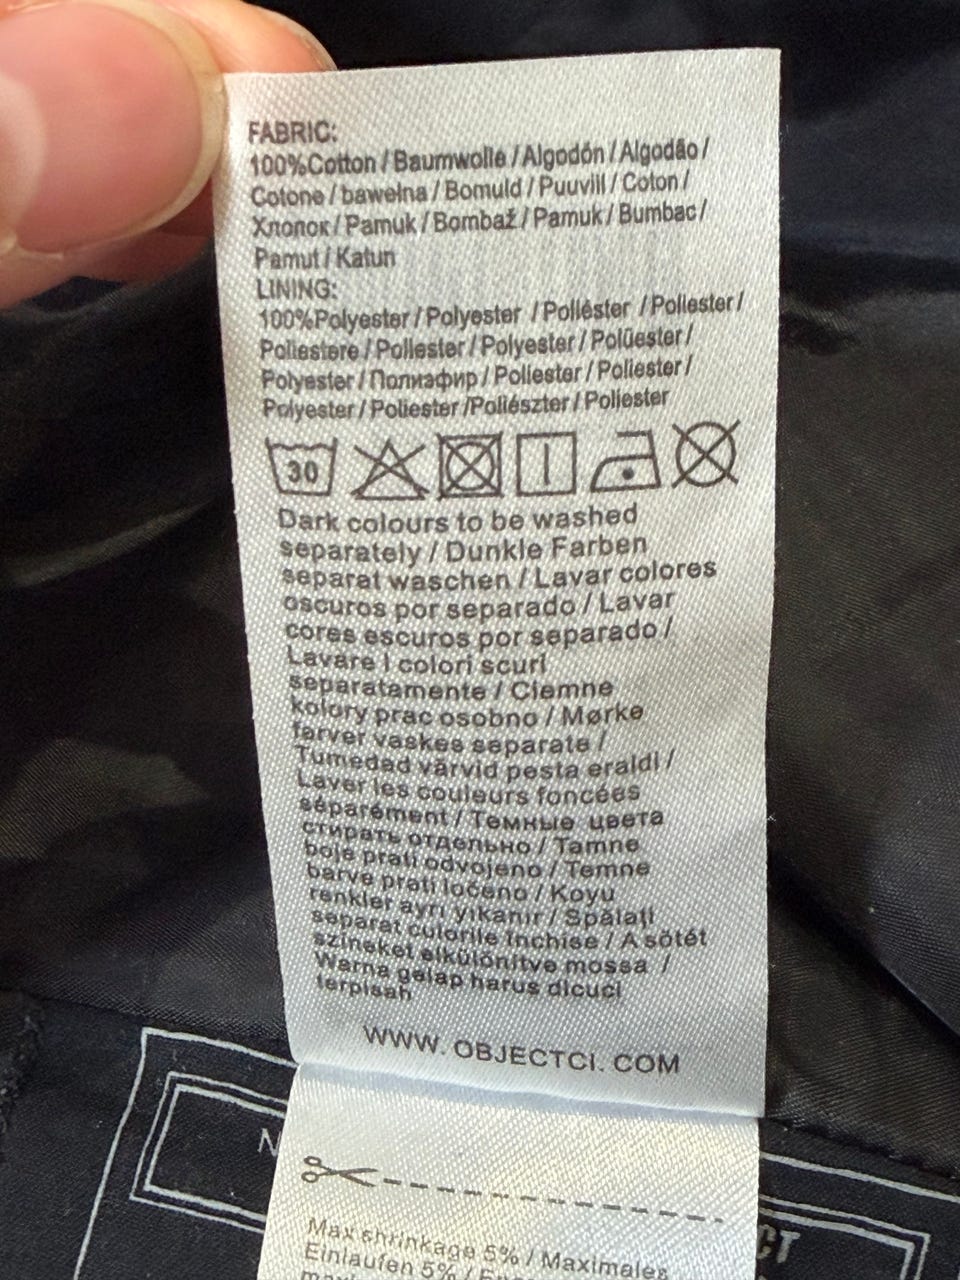 FABRIC:
100%Cotton / Baumwolle / Algodón / Algodão /
Cotone / bawełna / Bomuld / Puuvill / Coton /
Хлопок / Pamuk / Bombaž / Pamuk / Bumbac /
Pamut / Katun
LINING:
100%Polyester / Polyester / Poliéster / Poliester /
Poliestere / Poliester / Polyester / Polüester /
Polyester / Полиэфир / Poliester / Poliester /
Polyester / Poliester /Poliészter / Poliester
30
Dark colours to be washed
separately / Dunkle Farben
separat waschen / Lavar colores
oscuros por separado / Lavar
cores escuros por separado /
Lavare I colori scuri
separatamente / Ciemne
kolory prac osobno / Mørke
farver vaskes separate /
Tumedad värvid pesta eraldi /
Laver les couleurs foncées
séparément / Темные цвета
стирать отдельно / Tamne
boje prati odvojeno / Temne
barve prati ločeno / Koyu
renkler ayrı yıkanır / Spălaţi
separat culorile închise / A sötét
színeket elkülönítve mossa /
Warna gelap harus dicuci
terpisah
WWW. OBJECTCI. COM
N
CT
Max shrinkage 5% / Maximales
Einlaufen 5% /